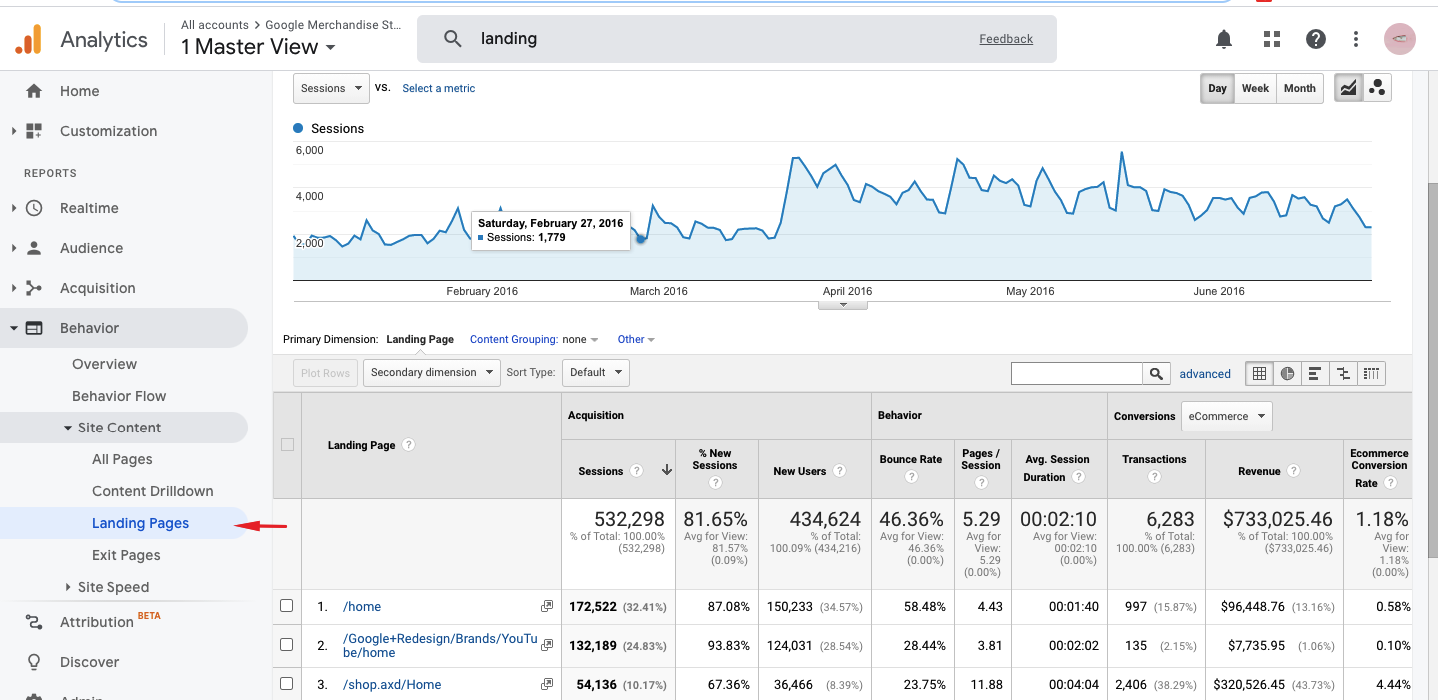 All accounts > Google Merchandise St...
Analytics
1 Master View
landing
Feedback
Home
Customization
REPORTS
Realtime
Audience
Acquisition
Behavior
Overview
Behavior Flow
Site Content
All Pages
Content Drilldown
Landing Pages
Exit Pages
Site Speed
Attribution BETA
Discover
Admin
Sessions VS. Select a metric
Day Week Month
Sessions
6,000
4,000
2,000
Saturday, February 27, 2016
Sessions: 1,779
February 2016 March 2016 April 2016 May 2016 June 2016
Primary Dimension: Landing Page Content Grouping: none Other
Plot Rows Secondary dimension Sort Type: Default advanced
Landing Page ?
Acquisition Behavior Conversions eCommerce
Sessions ? % New Sessions ? New Users ? Bounce Rate ? Pages / Session ? Avg. Session Duration ? Transactions ? Revenue ? Ecommerce Conversion Rate ?
532,298 81.65% 434,624 46.36% 5.29 00:02:10 6,283 $733,025.46 1.18%
% of Total: 100.00% (532,298) Avg for View: 81.57% (0.09%) % of Total: 100.09% (434,216) Avg for View: 46.36% (0.00%) Avg for View: 5.29 (0.00%) Avg for View: 00:02:10 (0.00%) % of Total: 100.00% (6,283) % of Total: 100.00% ($733,025.46) Avg for View: 1.18% (0.00%)
1. /home 172,522 (32.41%) 87.08% 150,233 (34.57%) 58.48% 4.43 00:01:40 997 (15.87%) $96,448.76 (13.16%) 0.58%
2. /Google+Redesign/Brands/YouTu
be/home 132,189 (24.83%) 93.83% 124,031 (28.54%) 28.44% 3.81 00:02:02 135 (2.15%) $7,735.95 (1.06%) 0.10%
3. /shop.axd/Home 54,136 (10.17%) 67.36% 36,466 (8.39%) 23.75% 11.88 00:04:04 2,406 (38.29%) $320,526.45 (43.73%) 4.44%